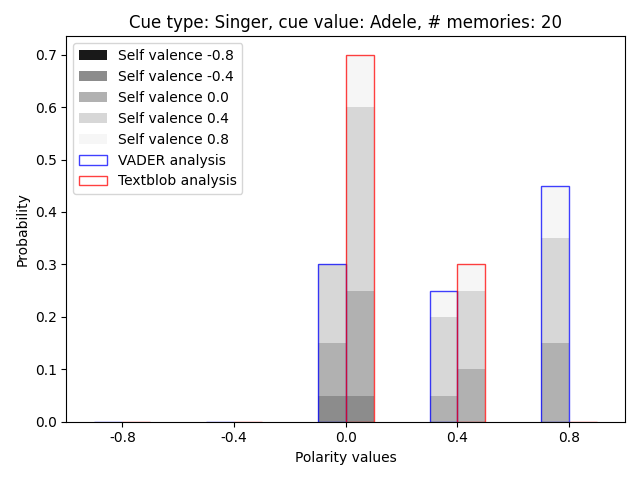 Cue type: Singer, cue value: Adele, # memories: 20
0.7
0.6
0.5
0.4
0.3
0.2
0.1
0.0
Probability
Self valence -0.8
Self valence -0.4
Self valence 0.0
Self valence 0.4
Self valence 0.8
VADER analysis
Textblob analysis
-0.8 -0.4 0.0 0.4 0.8
Polarity values